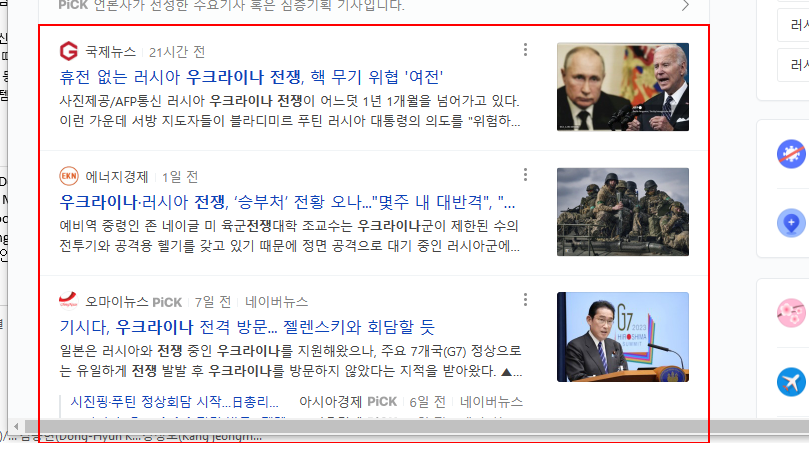 PiCK 언론사가 선정한 주요기사 혹은 심층기획 기사입니다.
국제뉴스 21시간 전
휴전 없는 러시아 우크라이나 전쟁, 핵 무기 위협 '여전'
사진제공/AFP통신 러시아 우크라이나 전쟁이 어느덧 1년 1개월을 넘어가고 있다.
이런 가운데 서방 지도자들이 블라디미르 푸틴 러시아 대통령의 의도를 "위험하...
EKN 에너지경제 1일 전
우크라이나·러시아 전쟁, ‘승부처’ 전황 오나..."몇주 내 대반격", "...
예비역 중령인 존 네이글 미 육군전쟁대학 조교수는 우크라이나군이 제한된 수의
전투기와 공격용 헬기를 갖고 있기 때문에 정면 공격으로 대기 중인 러시아군에...
오마이뉴스 PiCK 7일 전 네이버뉴스
기시다, 우크라이나 전격 방문... 젤렌스키와 회담할 듯
일본은 러시아와 전쟁 중인 우크라이나를 지원해왔으나, 주요 7개국(G7) 정상으로
는 유일하게 전쟁 발발 후 우크라이나를 방문하지 않았다는 지적을 받아왔다. ▲...
G7
2023
HIROSHIMA
SUMMIT
시진핑·푸틴 정상회담 시작...日총리... 아시아경제 PiCK 6일 전 네이버뉴스